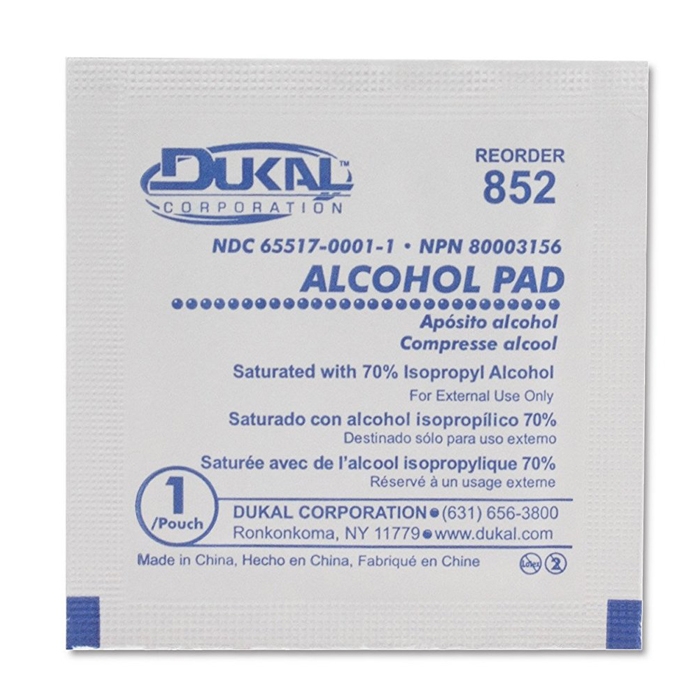 DUKAL™
CORPORATION
REORDER
852
NDC 65517-0001-1 • NPN 80003156
ALCOHOL PAD
Apósito alcohol
Compresse alcool
Saturated with 70% Isopropyl Alcohol
For External Use Only
Saturado con alcohol isopropílico 70%
Destinado sólo para uso externo
Saturée avec de l'alcool isopropylique 70%
Réservé à un usage externe
1
/Pouch
DUKAL CORPORATION•(631) 656-3800
Ronkonkoma, NY 11779•www.dukal.com
Made in China, Hecho en China, Fabriqué en Chine
Latex
2